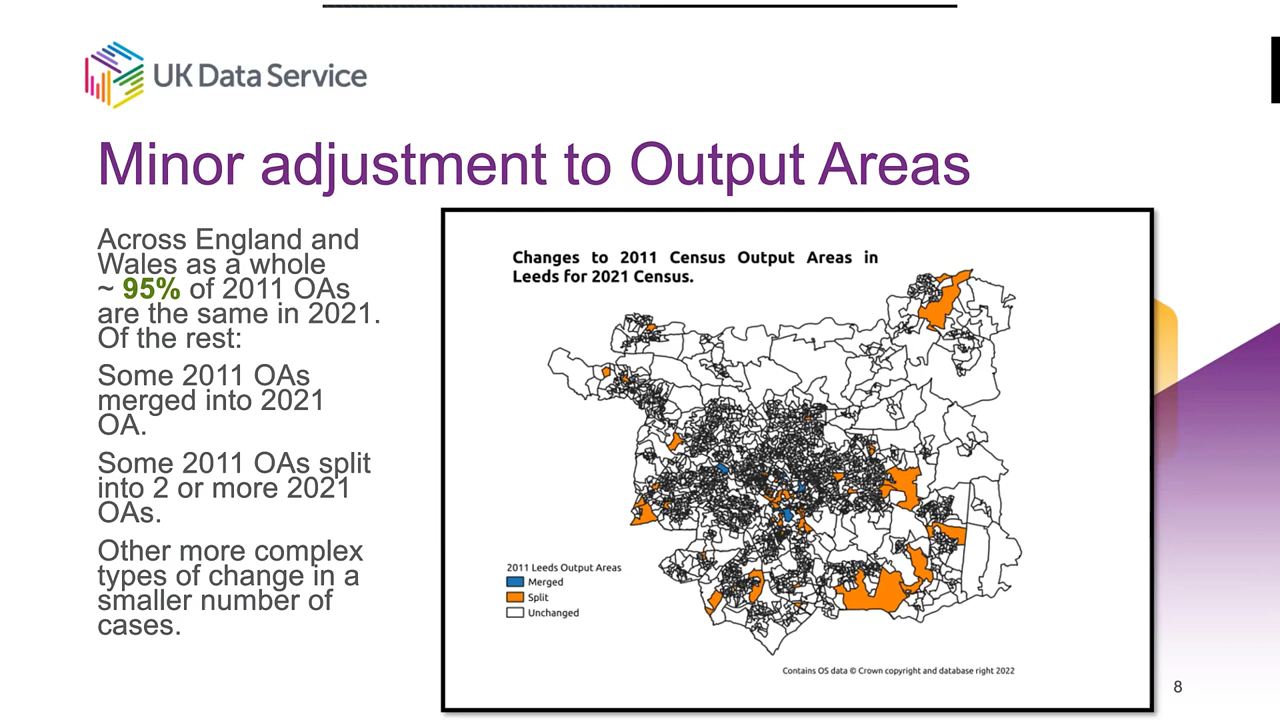 UK Data Service
Minor adjustment to Output Areas
Across England and
Wales as a whole
~ 95% of 2011 OAs
are the same in 2021.
Of the rest:
Some 2011 OAs
merged into 2021
OA.
Some 2011 OAs split
into 2 or more 2021
OAs.
Other more complex
types of change in a
smaller number of
cases.
Changes to 2011 Census Output Areas in
Leeds for 2021 Census.
2011 Leeds Output Areas
Merged
Split
Unchanged
Contains OS data © Crown copyright and database right 2022
8